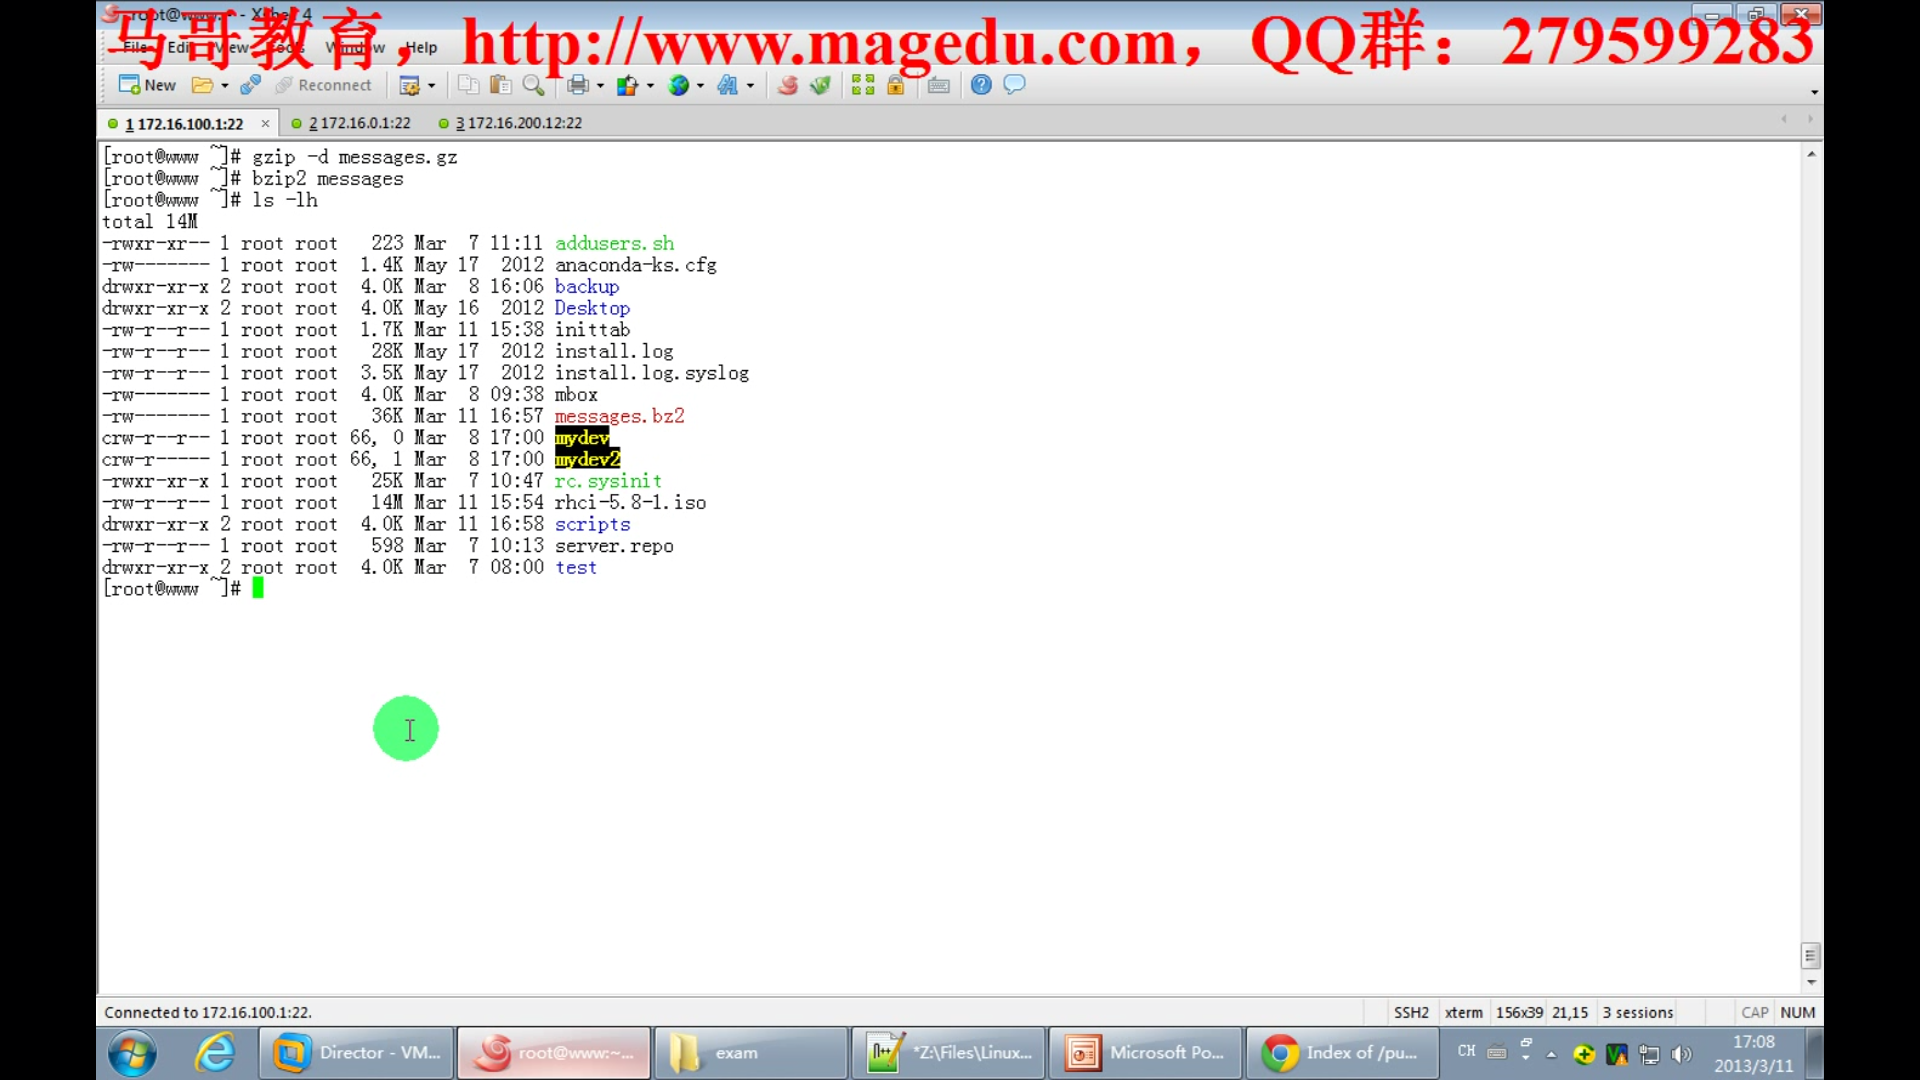 root@www:~ - Xshell 4
马哥教育，http://www.magedu.com，QQ群：279599283
File Edit View Tools Window Help
New Reconnect
1 172.16.100.1:22 × 2 172.16.0.1:22 3 172.16.200.12:22
[root@www ~]# gzip -d messages.gz
[root@www ~]# bzip2 messages
[root@www ~]# ls -lh
total 14M
-rwxr-xr-- 1 root root   223 Mar  7 11:11 addusers.sh
-rw------- 1 root root  1.4K May 17  2012 anaconda-ks.cfg
drwxr-xr-x 2 root root  4.0K Mar  8 16:06 backup
drwxr-xr-x 2 root root  4.0K May 16  2012 Desktop
-rw-r--r-- 1 root root  1.7K Mar 11 15:38 inittab
-rw-r--r-- 1 root root   28K May 17  2012 install.log
-rw-r--r-- 1 root root  3.5K May 17  2012 install.log.syslog
-rw------- 1 root root  4.0K Mar  8 09:38 mbox
-rw------- 1 root root   36K Mar 11 16:57 messages.bz2
crw-r--r-- 1 root root 66, 0 Mar  8 17:00 mydev
crw-r----- 1 root root 66, 1 Mar  8 17:00 mydev2
-rwxr-xr-x 1 root root   25K Mar  7 10:47 rc.sysinit
-rw-r--r-- 1 root root   14M Mar 11 15:54 rhci-5.8-1.iso
drwxr-xr-x 2 root root  4.0K Mar 11 16:58 scripts
-rw-r--r-- 1 root root   598 Mar  7 10:13 server.repo
drwxr-xr-x 2 root root  4.0K Mar  7 08:00 test
[root@www ~]#
Connected to 172.16.100.1:22. SSH2 xterm 156x39 21,15 3 sessions CAP NUM
Director - VM... root@www:~... exam *Z:\Files\Linux... Microsoft Po... Index of /pu... CH 17:08
2013/3/11